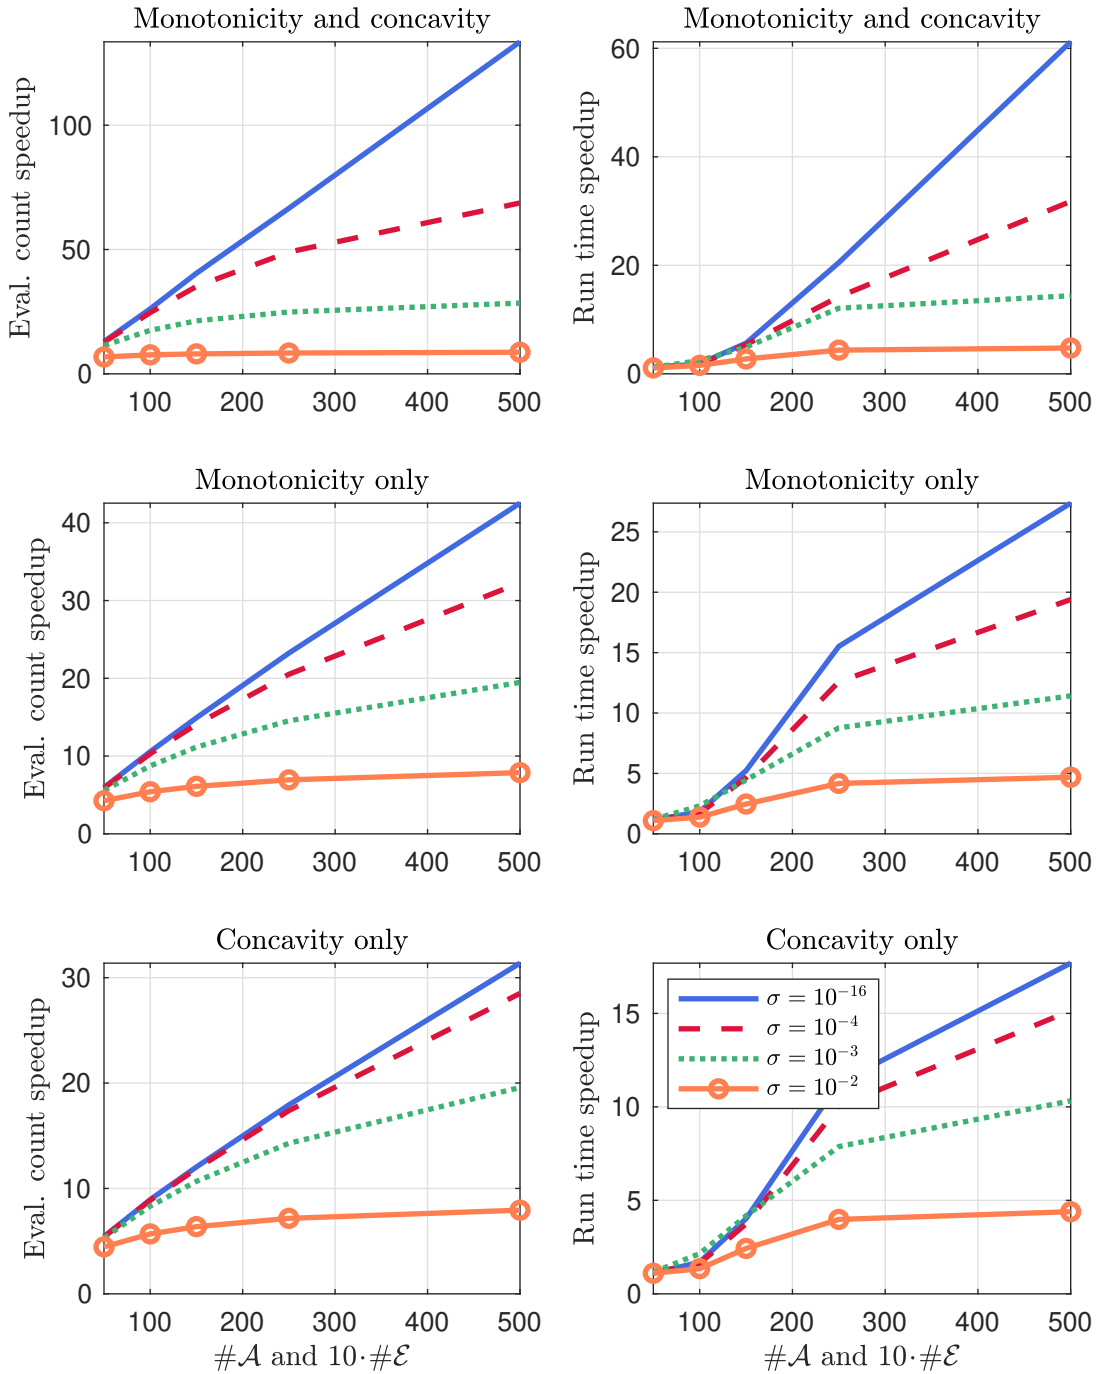 Monotonicity and concavity
Eval. count speedup
100
50
0
100 200 300 400 500
Monotonicity and concavity
Run time speedup
60
40
20
0
100 200 300 400 500
Monotonicity only
Eval. count speedup
40
30
20
10
0
100 200 300 400 500
Monotonicity only
Run time speedup
25
20
15
10
5
0
100 200 300 400 500
Concavity only
Eval. count speedup
30
20
10
0
100 200 300 400 500
#𝒜 and 10·#ℰ
Concavity only
Run time speedup
15
10
5
0
σ = 10⁻¹⁶
σ = 10⁻⁴
σ = 10⁻³
σ = 10⁻²
100 200 300 400 500
#𝒜 and 10·#ℰ